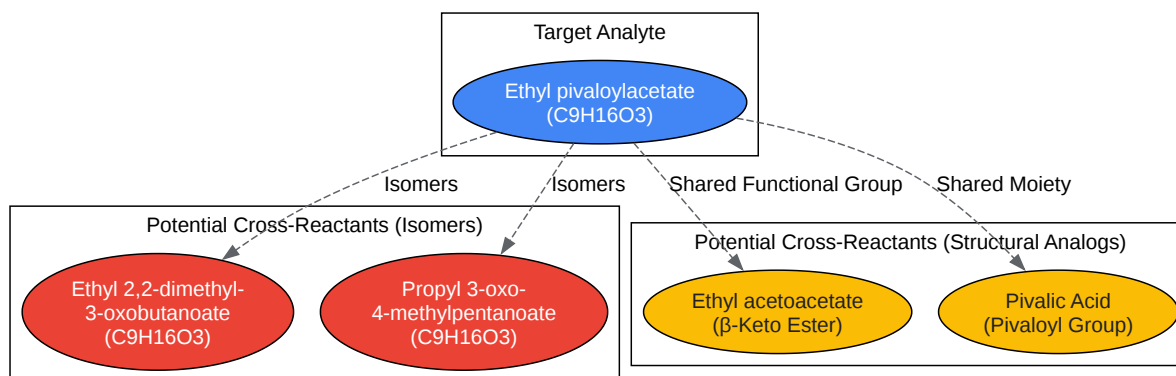 Target Analyte
Ethyl pivaloylacetate
(C9H16O3)
Isomers
Isomers
Shared Functional Group
Shared Moiety
Potential Cross-Reactants (Isomers)
Ethyl 2,2-dimethyl-
3-oxobutanoate
(C9H16O3)
Propyl 3-oxo-
4-methylpentanoate
(C9H16O3)
Potential Cross-Reactants (Structural Analogs)
Ethyl acetoacetate
(β-Keto Ester)
Pivalic Acid
(Pivaloyl Group)